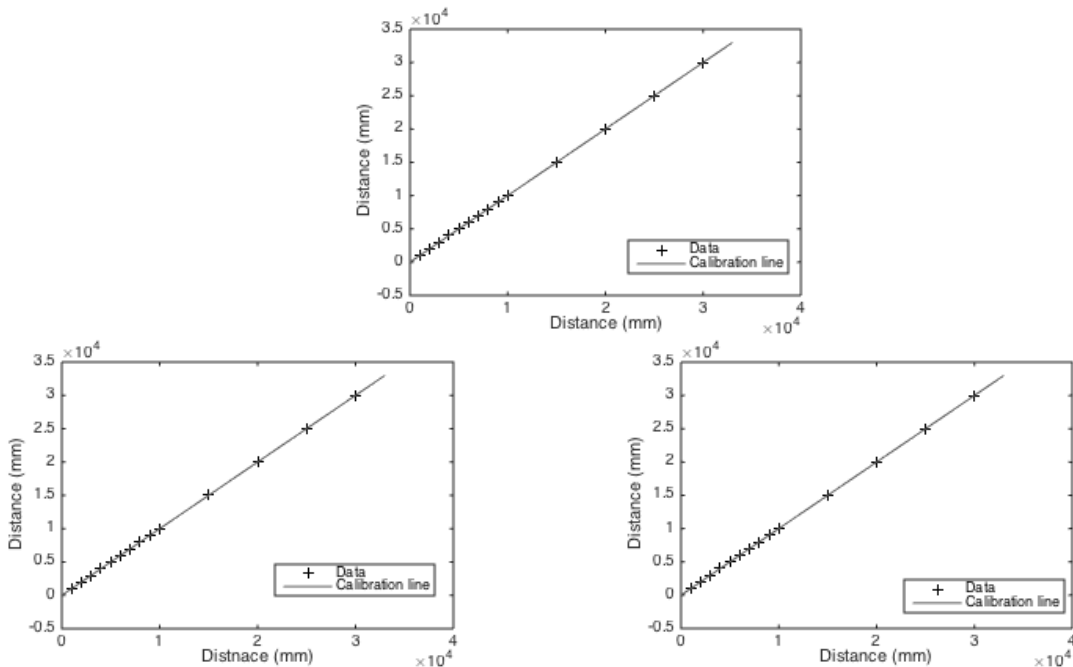 ×10⁴
3.5
3
2.5
2
1.5
1
0.5
0
-0.5
Distance (mm)
Data
Calibration line
0 1 2 3 4
Distance (mm) ×10⁴
×10⁴
3.5
3
2.5
2
1.5
1
0.5
0
-0.5
Distance (mm)
Data
Calibration line
0 1 2 3 4
Distnace (mm) ×10⁴
×10⁴
3.5
3
2.5
2
1.5
1
0.5
0
-0.5
Distance (mm)
Data
Calibration line
0 1 2 3 4
Distance (mm) ×10⁴